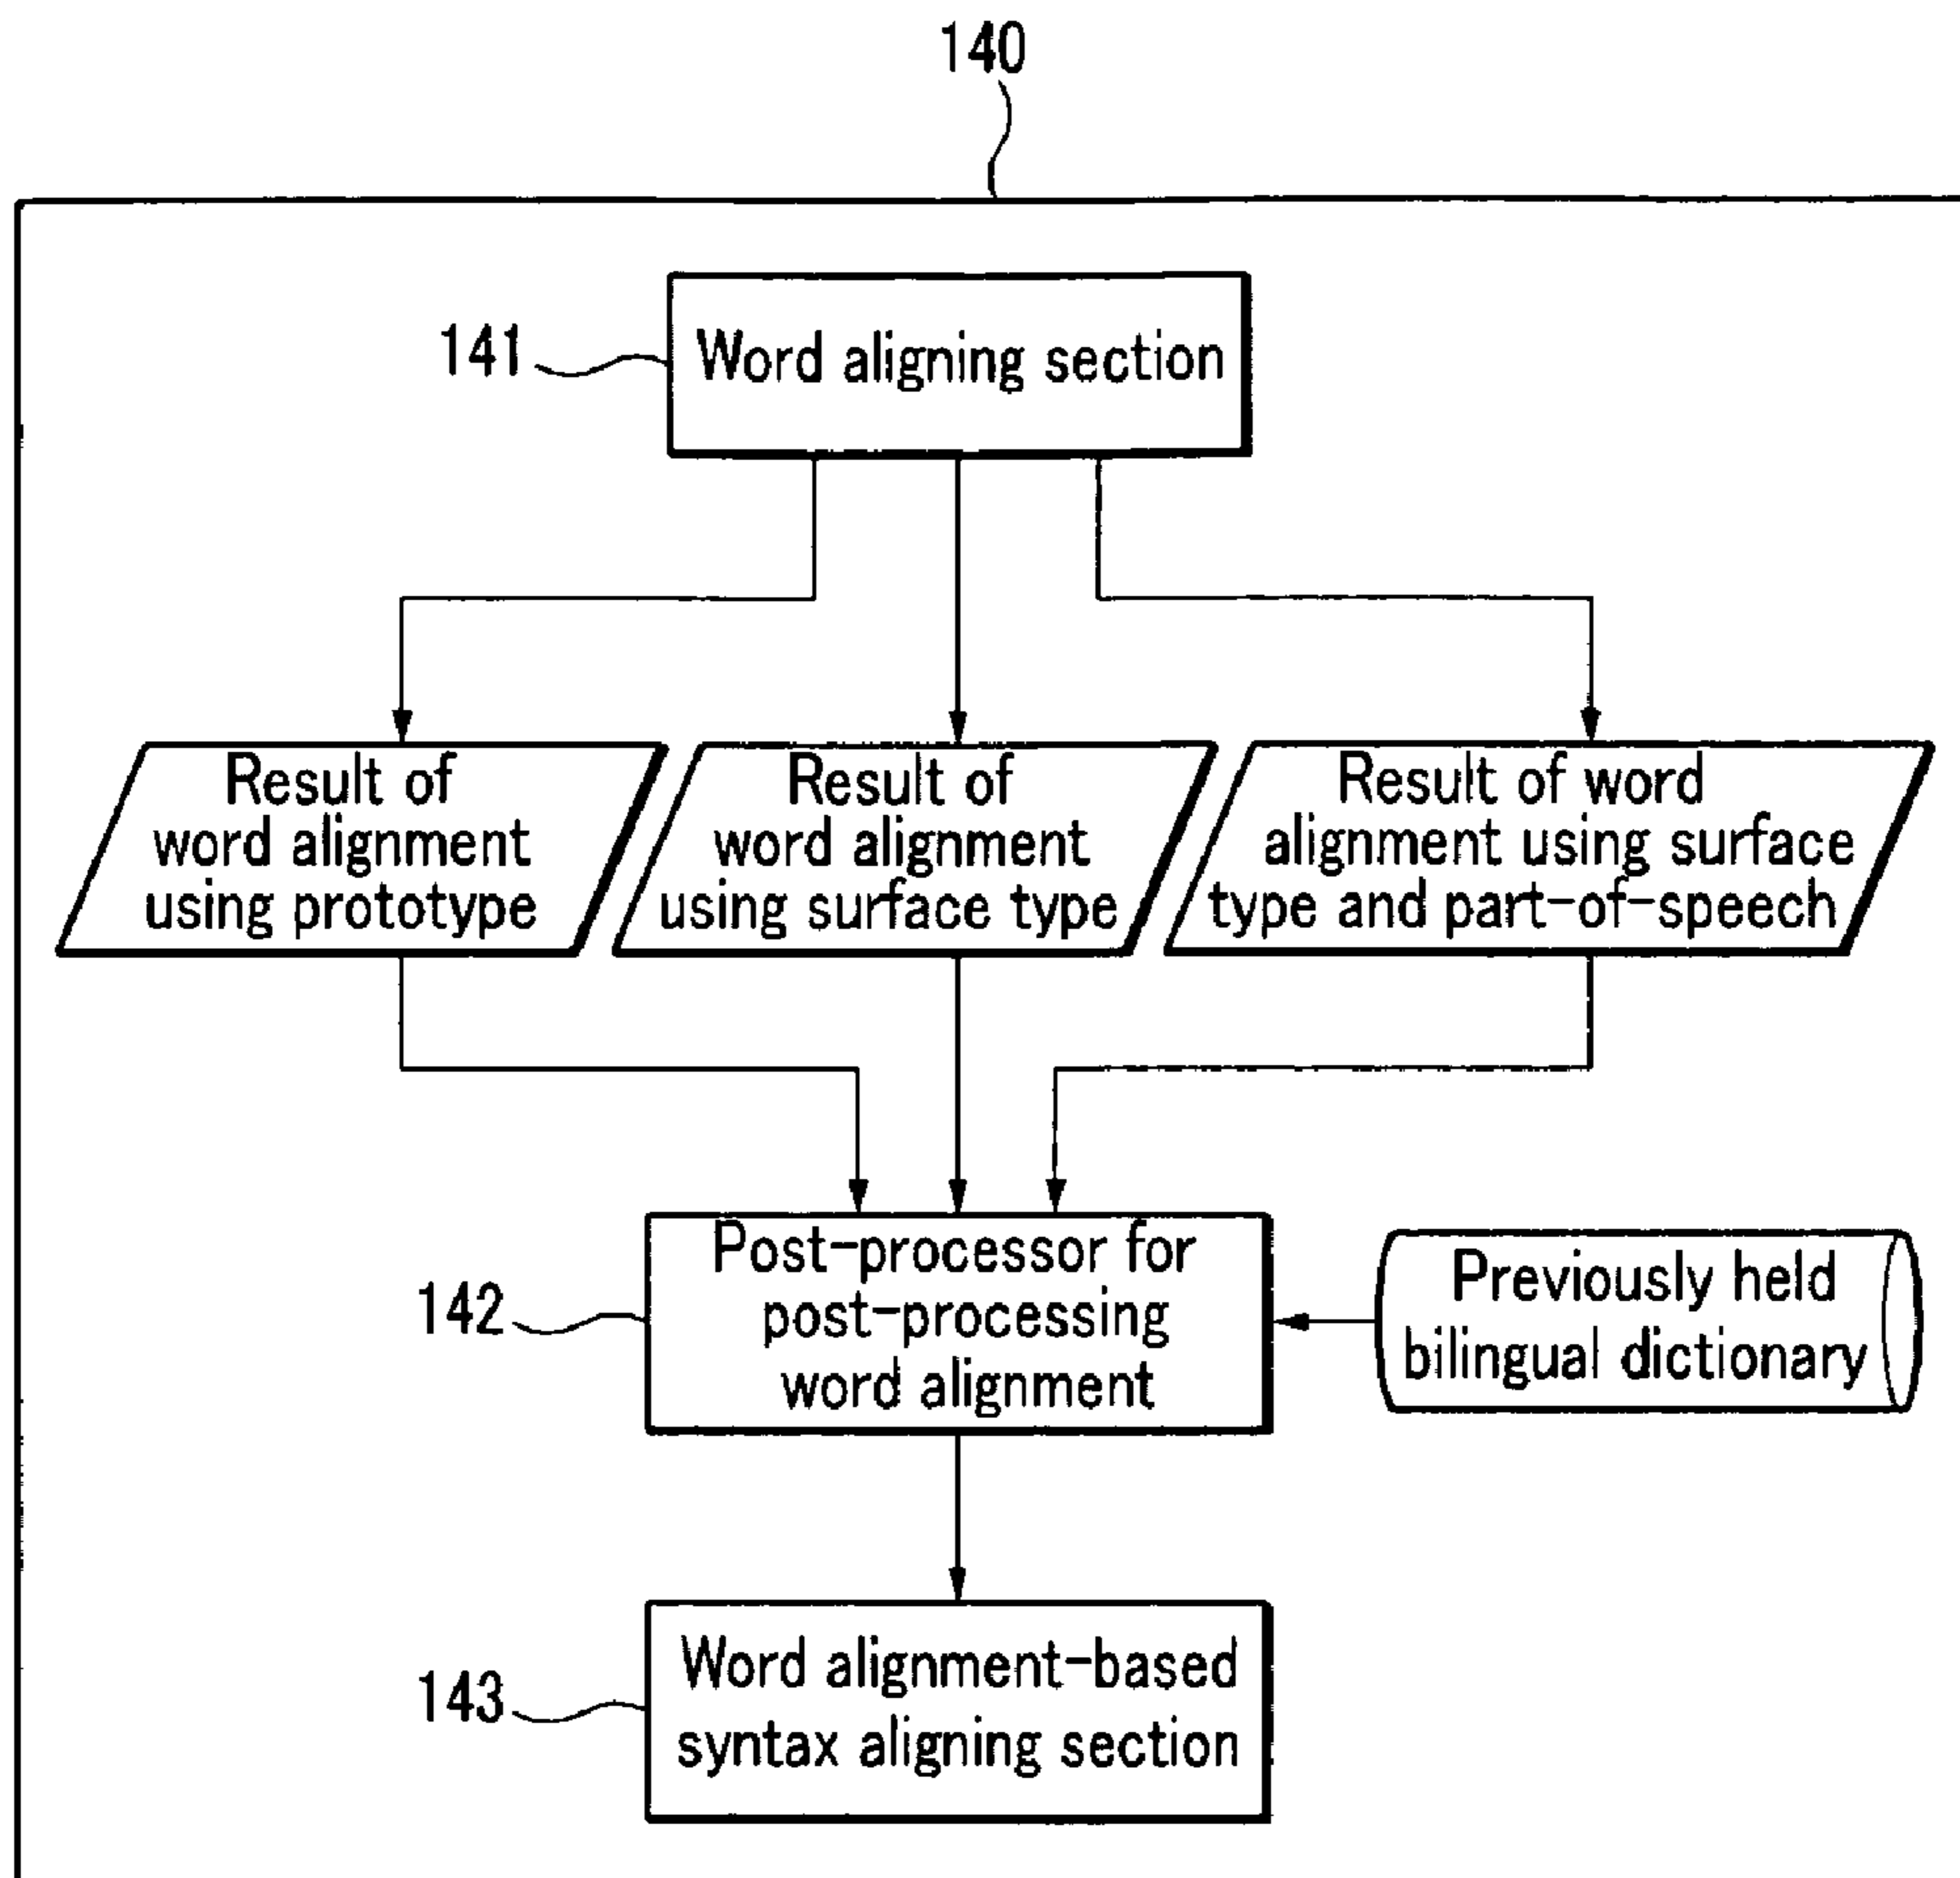 140
141
Word aligning section
Result of
word alignment
using prototype
Result of
word alignment
using surface type
Result of word
alignment using surface
type and part-of-speech
142
Post-processor for
post-processing
word alignment
Previously held
bilingual dictionary
143
Word alignment-based
syntax aligning section